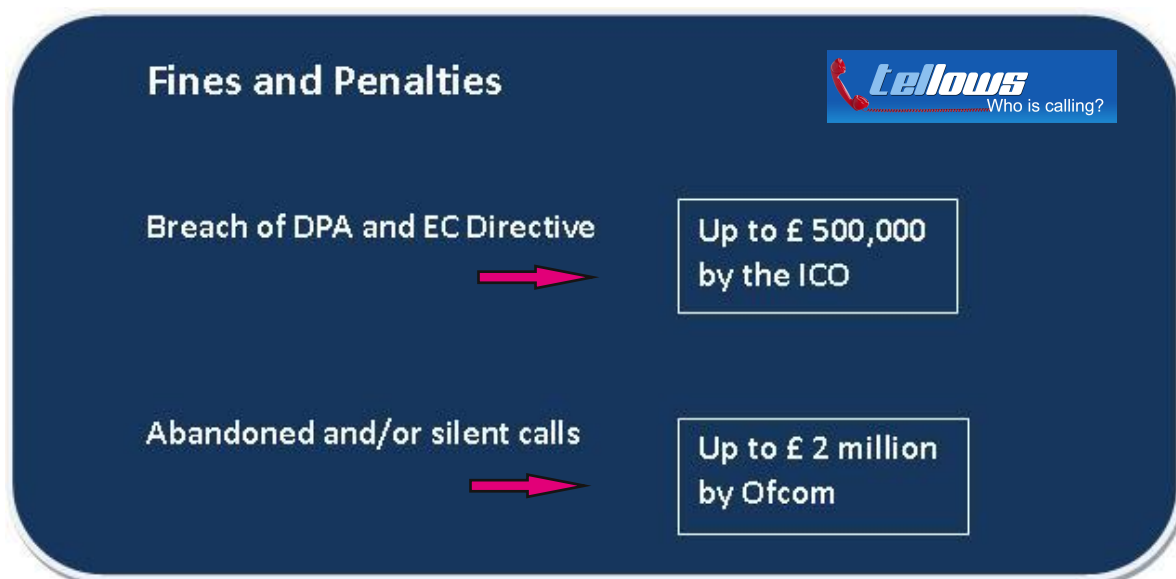 Fines and Penalties
tellows
Who is calling?
Breach of DPA and EC Directive
Up to £ 500,000
by the ICO
Abandoned and/or silent calls
Up to £ 2 million
by Ofcom